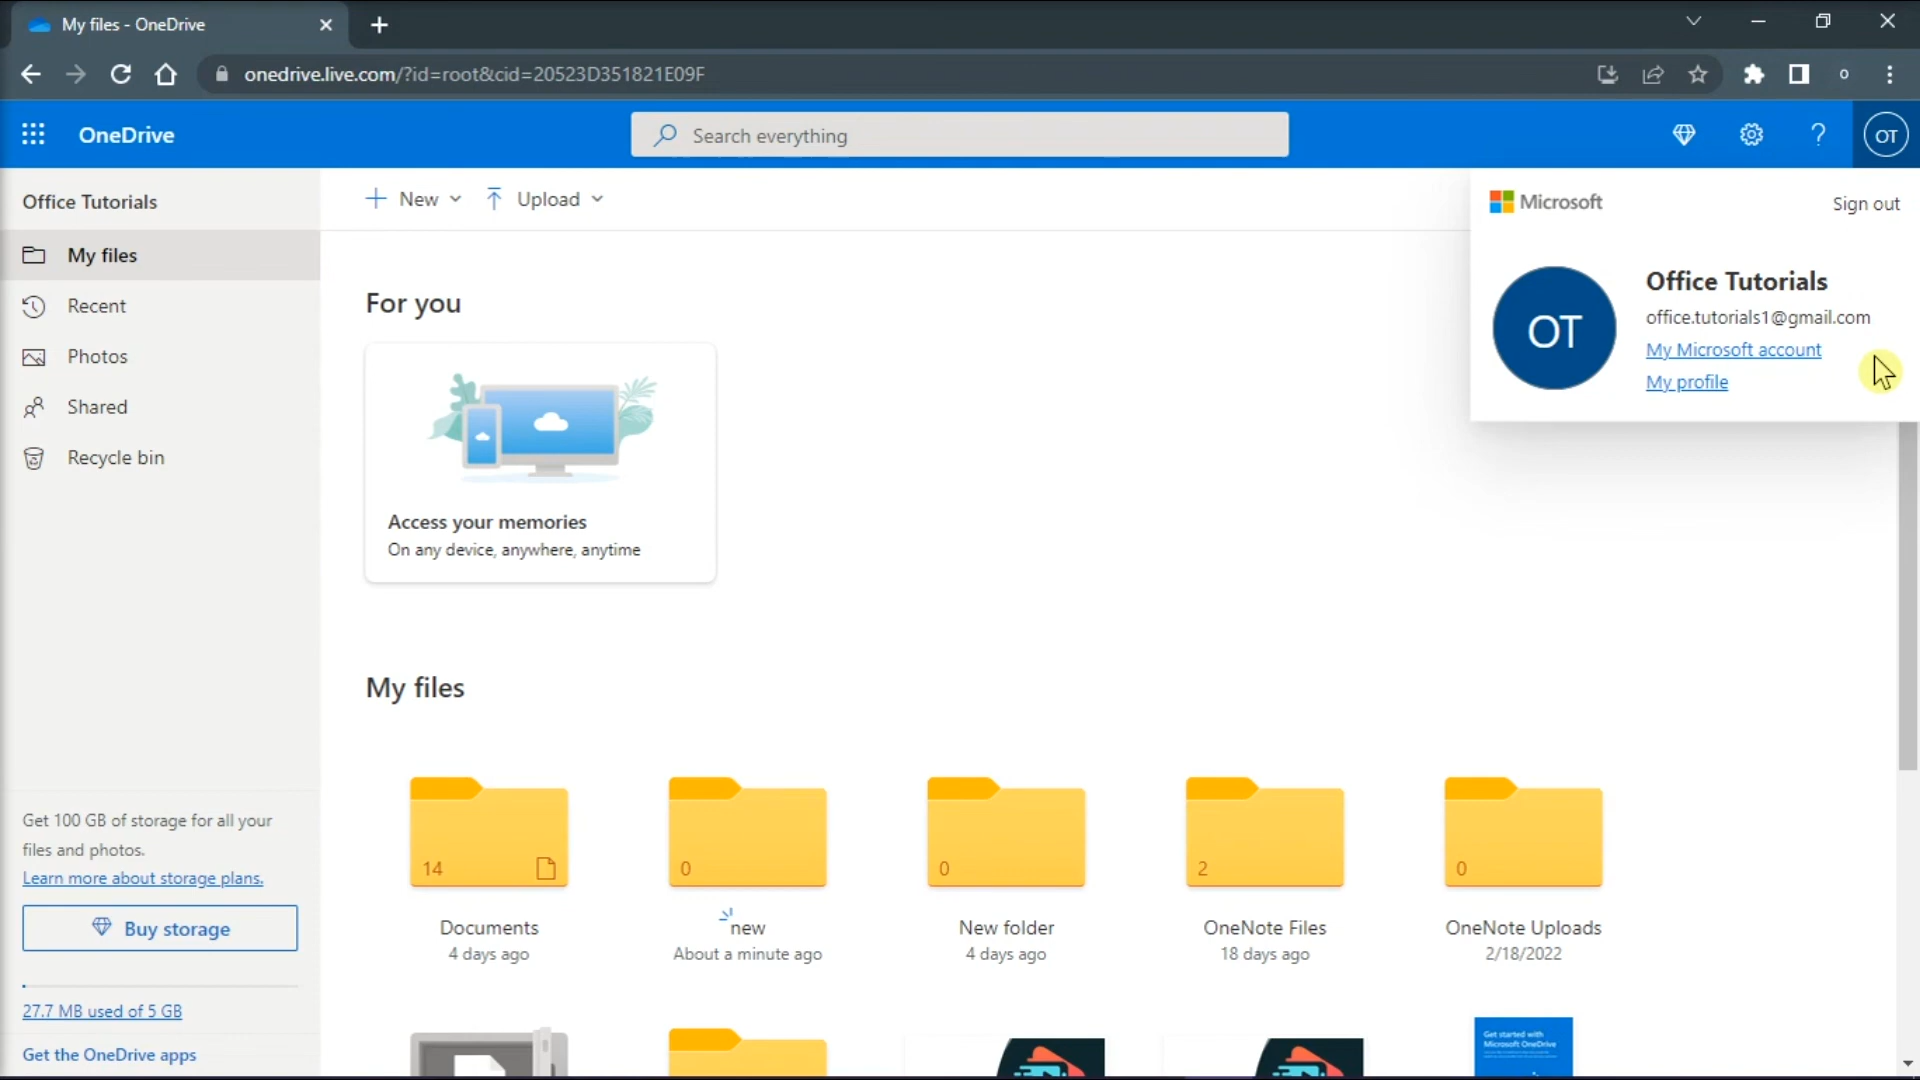 My files - OneDrive
onedrive.live.com/?id=root&cid=20523D351821E09F
OneDrive
Search everything
OT
Office Tutorials
My files
Recent
Photos
Shared
Recycle bin
New
Upload
Microsoft
Sign out
OT
Office Tutorials
office.tutorials1@gmail.com
My Microsoft account
My profile
For you
Access your memories
On any device, anywhere, anytime
My files
14
Documents
4 days ago
0
new
About a minute ago
0
New folder
4 days ago
2
OneNote Files
18 days ago
0
OneNote Uploads
2/18/2022
Get started with
Microsoft OneDrive
Get 100 GB of storage for all your
files and photos.
Learn more about storage plans.
Buy storage
27.7 MB used of 5 GB
Get the OneDrive apps